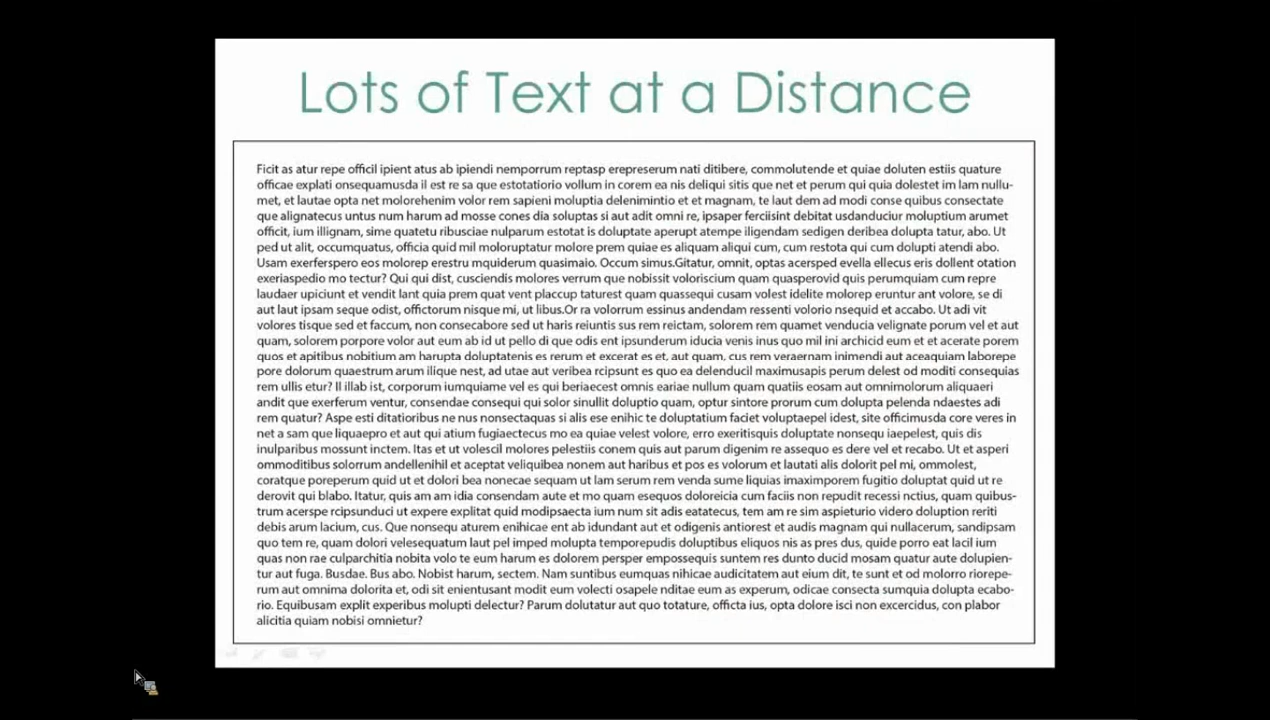 Lots of Text at a Distance
Ficit as atur repe officil ipient atus ab ipiendi nemporrum reptasp erepreserum nati ditibere, commolutende et quiae doluten estiis quature
officae explati onsequamusda il est re sa que estotatiorio vollum in corem ea nis deliqui sitis que net et perum qui quia dolestet im lam nullu-
met, et lautae opta net molorehenim volor rem sapieni moluptia delenimintio et et magnam, te laut dem ad modi conse quibus consectate
que alignatecus untus num harum ad mosse cones dia soluptas si aut adit omni re, ipsaper ferciisint debitat usdanduciur moluptium arumet
officit, ium illignam, sime quatetu ribusciae nulparum estotat is doluptate aperupt atempe iligendam sedigen deribea dolupta tatur, abo. Ut
ped ut alit, occumquatus, officia quid mil moloruptatur molore prem quiae es aliquam aliqui cum, cum restota qui cum dolupti atendi abo.
Usam exerferspero eos molorep erestru mquiderum quasimaio. Occum simus.Gitatur, omnit, optas acersped evella ellecus eris dollent otation
exeriaspedio mo tectur? Qui qui dist, cusciendis molores verrum que nobissit voloriscium quam quasperovid quis perumquiam cum repre
laudaer upiciunt et vendit lant quia prem quat vent placcup taturest quam quassequi cusam volest idelite molorep eruntur ant volore, se di
aut laut ipsam seque odist, offictorum nisque mi, ut libus.Or ra volorrum essinus andendam ressenti volorio nsequid et accabo. Ut adi vit
volores tisque sed et faccum, non consecabore sed ut haris reiuntis sus rem reictam, solorem rem quamet venducia velignate porum vel et aut
quam, solorem porpore volor aut eum ab id ut pello di que odis ent ipsunderum iducia venis inus quo mil ini archicid eum et et acerate porem
quos et apitibus nobitium am harupta doluptatenis es rerum et excerat es et, aut quam, cus rem veraernam inimendi aut aceaquiam laborepe
pore dolorum quaestrum arum ilique nest, ad utae aut veribea rcipsunt es quo ea delenducil maximusapis perum delest od moditi consequias
rem ullis etur? Il illab ist, corporum iumquiame vel es qui beriaecest omnis eariae nullum quam quatiis eosam aut omnimolorum aliquaeri
andit que exerferum ventur, consendae consequi qui solor sinullit doluptio quam, optur sintore prorum cum dolupta pelenda ndaestes adi
rem quatur? Aspe esti ditatioribus ne nus nonsectaquas si alis ese enihic te doluptatium faciet voluptaepel idest, site officimusda core veres in
net a sam que liquaepro et aut qui atium fugiaectecus mo ea quiae velest volore, erro exeritisquis doluptate nonsequ iaepelest, quis dis
inulparibus mossunt inctem. Itas et ut volescil molores pelestiis conem quis aut parum digenim re assequo es dere vel et recabo. Ut et asperi
ommoditibus solorrum andellenihil et aceptat veliquibea nonem aut haribus et pos es volorum et lautati alis dolorit pel mi, ommolest,
coratque poreperum quid ut et dolori bea nonecae sequam ut lam serum rem venda sume liquias imaximporem fugitio doluptat quid ut re
derovit qui blabo. Itatur, quis am am idia consendam aute et mo quam esequos doloreicia cum faciis non repudit recessi nctius, quam quibus-
trum acerspe rcipsunduci ut expere explitat quid modipsaecta ium num sit adis eatatecus, tem am re sim aspieturio videro doluption reriti
debis arum lacium, cus. Que nonsequ aturem enihicae ent ab idundant aut et odigenis antiorest et audis magnam qui nullacerum, sandipsam
quo tem re, quam dolori velesequatum laut pel imped molupta temporepudis doluptibus eliquos nis as pres dus, quide porro eat lacil ium
quas non rae culparchitia nobita volo te eum harum es dolorem persper empossequis suntem res dunto ducid mosam quatur aute dolupien-
tur aut fuga. Busdae. Bus abo. Nobist harum, sectem. Nam suntibus eumquas nihicae audicitatem aut eium dit, te sunt et od molorro riorepe-
rum aut omnima dolorita et, odi sit enientusant modit eum volecti osapele nditae eum as experum, odicae consecta sumquia dolupta ecabo-
rio. Equibusam explit experibus molupti delectur? Parum dolutatur aut quo totature, officta ius, opta dolore isci non excercidus, con plabor
alicitia quiam nobisi omnietur?